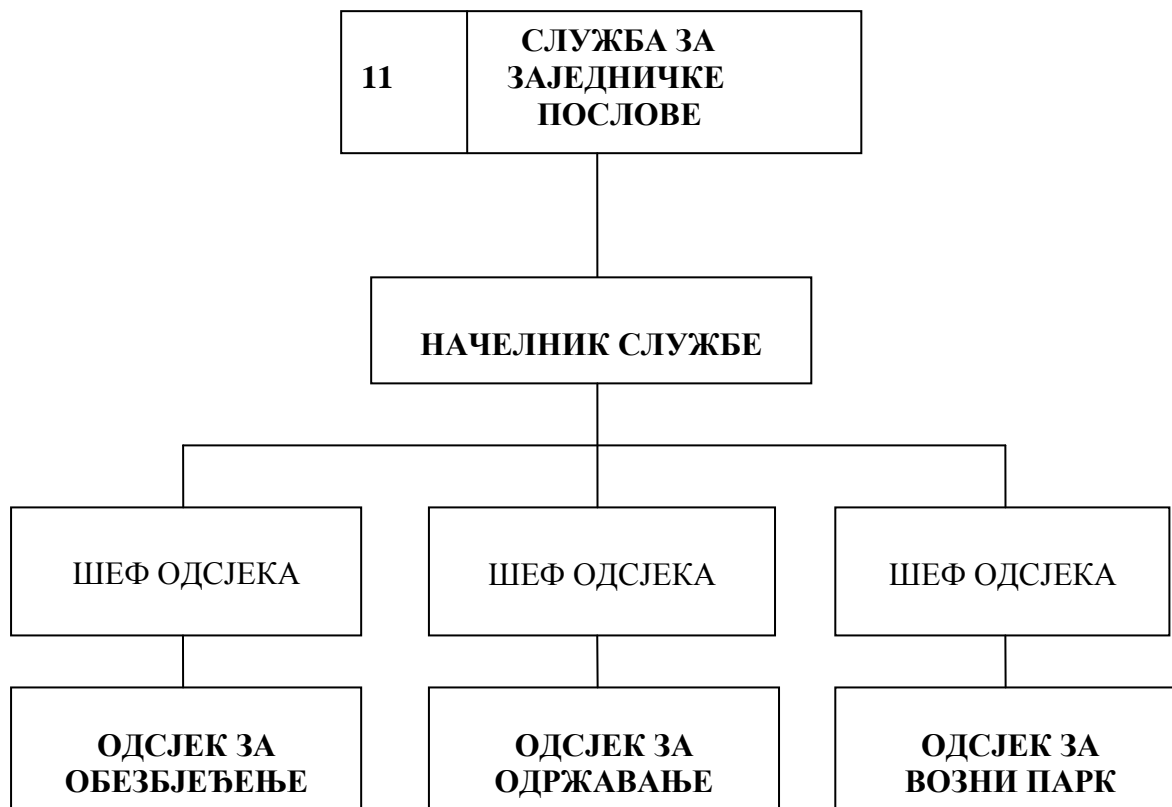 11
СЛУЖБА ЗА
ЗАЈЕДНИЧКЕ
ПОСЛОВЕ
НАЧЕЛНИК СЛУЖБЕ
ШЕФ ОДСЈЕКА
ШЕФ ОДСЈЕКА
ШЕФ ОДСЈЕКА
ОДСЈЕК ЗА
ОБЕЗБЈЕЂЕЊЕ
ОДСЈЕК ЗА
ОДРЖАВАЊЕ
ОДСЈЕК ЗА
ВОЗНИ ПАРК